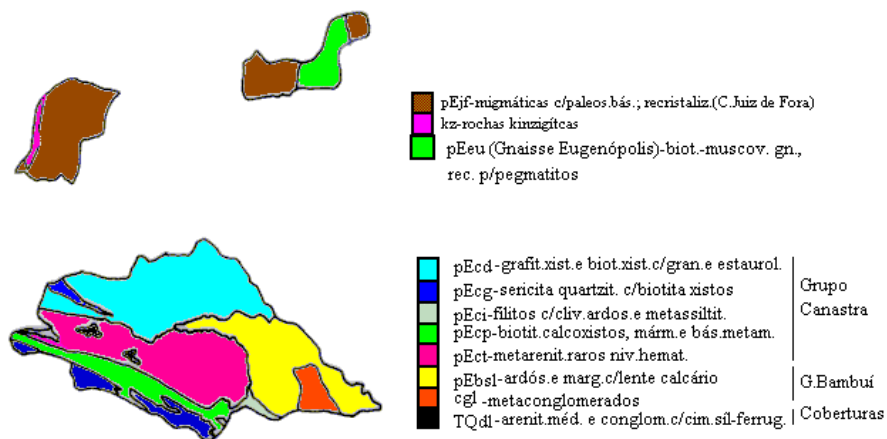 pEjf-migmáticas c/paleos.bás.; recristaliz.(C.Juiz de Fora)
kz-rochas kinzigítcas
pEeu (Gnaisse Eugenópolis)-biot.-muscov. gn.,
rec. p/pegmatitos
pEcd-grafit.xist.e biot.xist.c/gran.e estaurol.
pEcg-sericita quartzit. c/biotita xistos
pEci-filitos c/cliv.ardos.e metassiltit.
pEcp-biotit.calcoxistos, márm.e bás.metam.
pEct-metarenit.raros niv.hemat.
Grupo
Canastra
pEbsl-ardós.e marg.c/lente calcário
cgl-metaconglomerados
G.Bambuí
TQdl-arenit.méd. e conglom.c/cim.síl-ferrug.
Coberturas